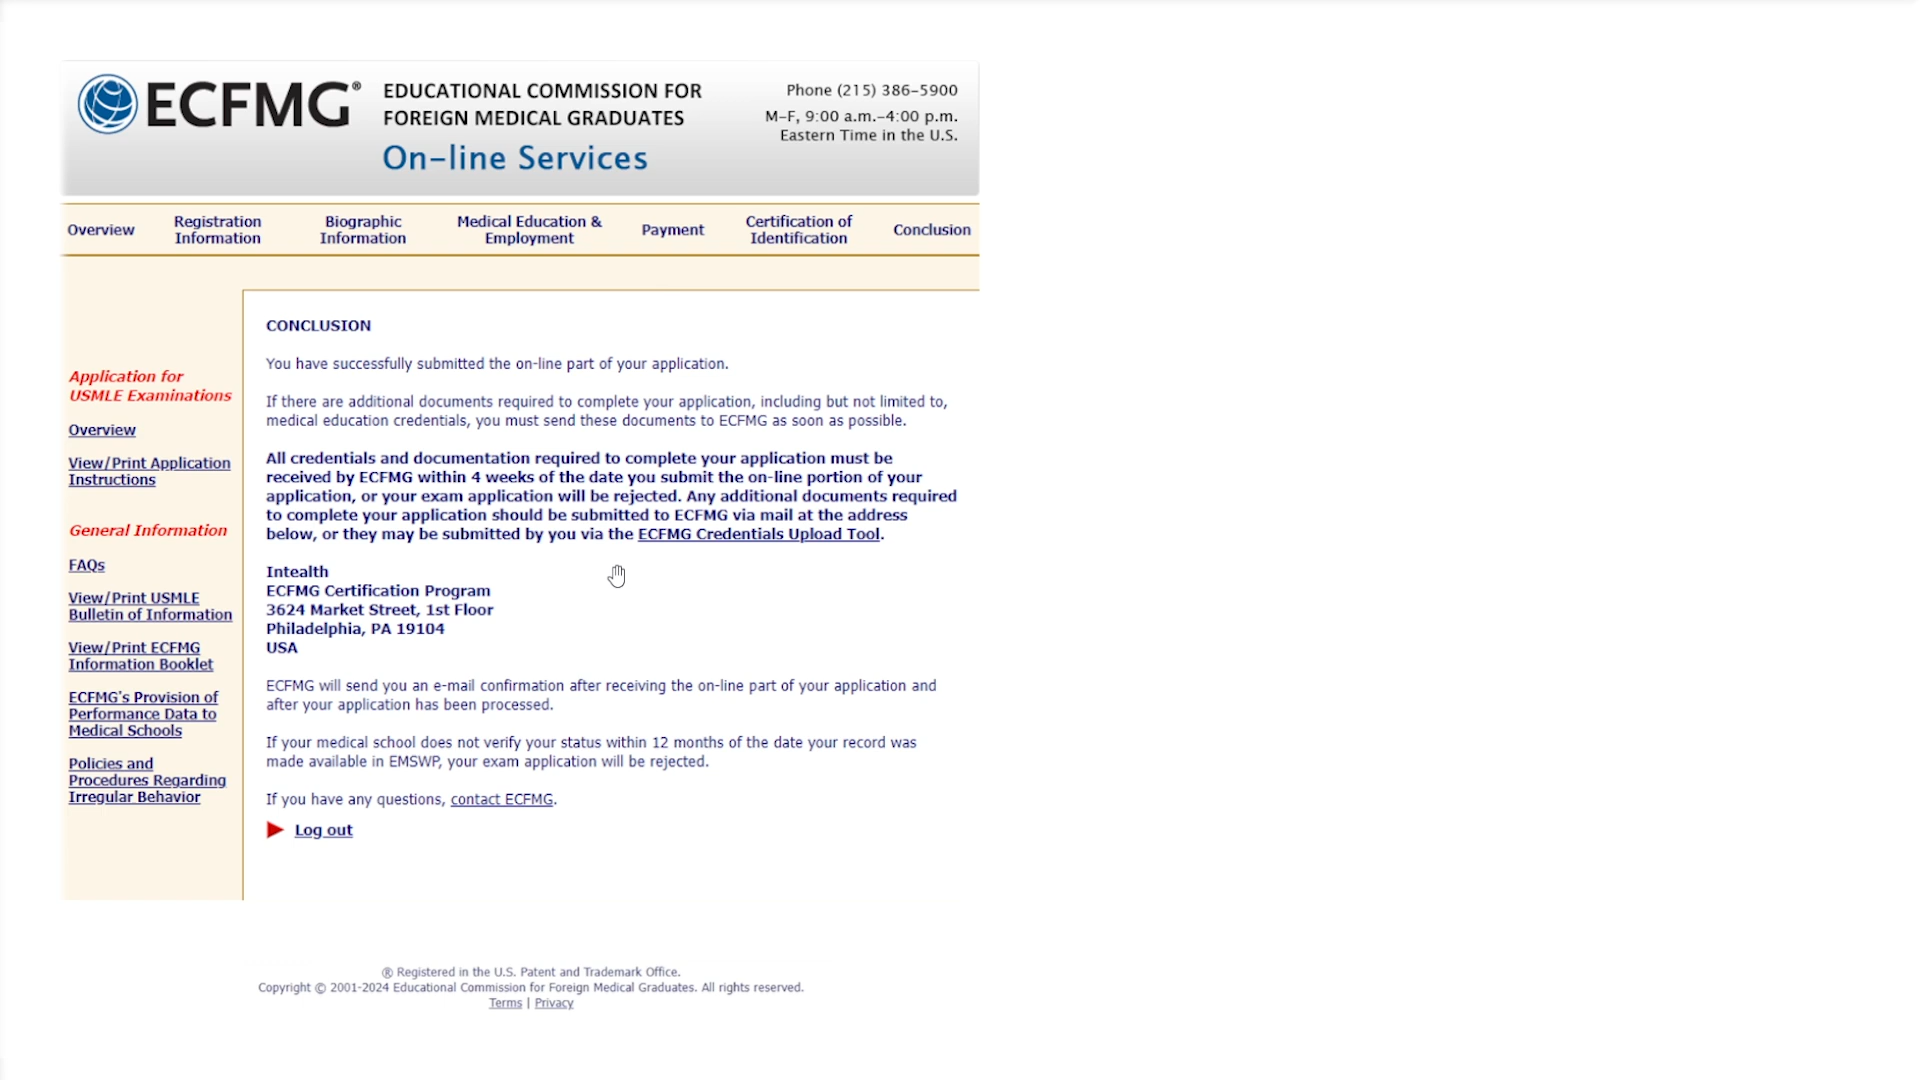 ECFMG®
EDUCATIONAL COMMISSION FOR
FOREIGN MEDICAL GRADUATES
On-line Services
Phone (215) 386-5900
M-F, 9:00 a.m.-4:00 p.m.
Eastern Time in the U.S.
Overview
Registration
Information
Biographic
Information
Medical Education &
Employment
Payment
Certification of
Identification
Conclusion
Application for
USMLE Examinations
Overview
View/Print Application
Instructions
General Information
FAQs
View/Print USMLE
Bulletin of Information
View/Print ECFMG
Information Booklet
ECFMG's Provision of
Performance Data to
Medical Schools
Policies and
Procedures Regarding
Irregular Behavior
CONCLUSION
You have successfully submitted the on-line part of your application.
If there are additional documents required to complete your application, including but not limited to,
medical education credentials, you must send these documents to ECFMG as soon as possible.
All credentials and documentation required to complete your application must be
received by ECFMG within 4 weeks of the date you submit the on-line portion of your
application, or your exam application will be rejected. Any additional documents required
to complete your application should be submitted to ECFMG via mail at the address
below, or they may be submitted by you via the ECFMG Credentials Upload Tool.
Intealth
ECFMG Certification Program
3624 Market Street, 1st Floor
Philadelphia, PA 19104
USA
ECFMG will send you an e-mail confirmation after receiving the on-line part of your application and
after your application has been processed.
If your medical school does not verify your status within 12 months of the date your record was
made available in EMSWP, your exam application will be rejected.
If you have any questions, contact ECFMG.
Log out
® Registered in the U.S. Patent and Trademark Office.
Copyright © 2001-2024 Educational Commission for Foreign Medical Graduates. All rights reserved.
Terms | Privacy